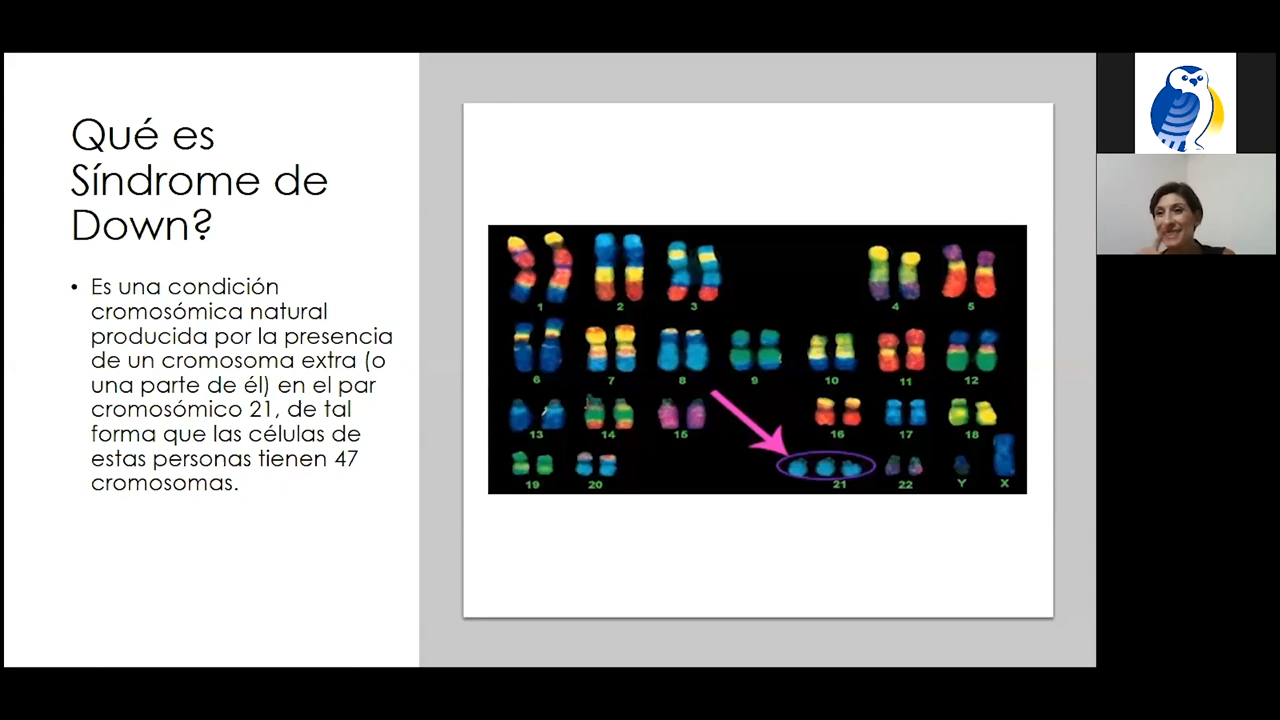 Qué es
Síndrome de
Down?
• Es una condición
cromosómica natural
producida por la presencia
de un cromosoma extra (o
una parte de él) en el par
cromosómico 21, de tal
forma que las células de
estas personas tienen 47
cromosomas.
1 2 3 4 5
6 7 8 9 10 11 12
13 14 15 16 17 18
19 20 21 22 Y X